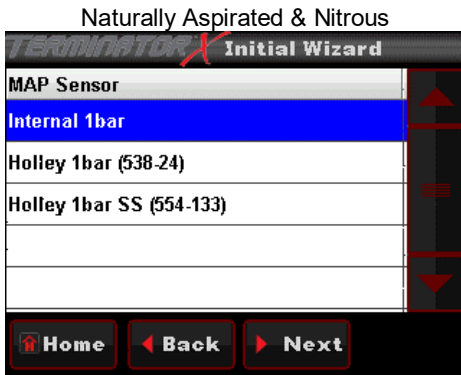 Naturally Aspirated & Nitrous
TERMINATOR X Initial Wizard
MAP Sensor
Internal 1bar
Holley 1bar (538-24)
Holley 1bar SS (554-133)
Home Back Next